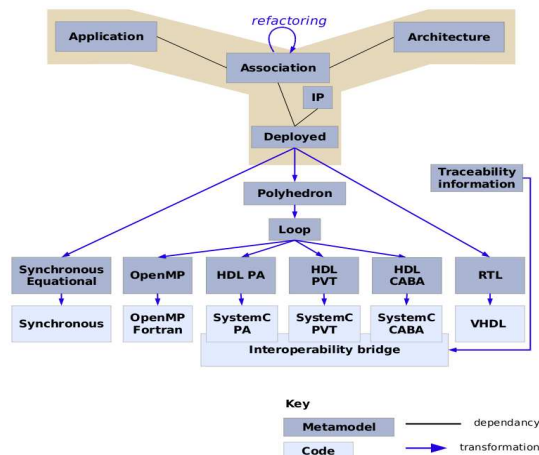 refactoring
Application
Architecture
Association
IP
Deployed
Traceability
information
Polyhedron
Loop
Synchronous
Equational
OpenMP
HDL PA
HDL
PVT
HDL
CABA
RTL
Synchronous
OpenMP
Fortran
SystemC
PA
SystemC
PVT
SystemC
CABA
VHDL
Interoperability bridge
Key
Metamodel
dependancy
Code
transformation